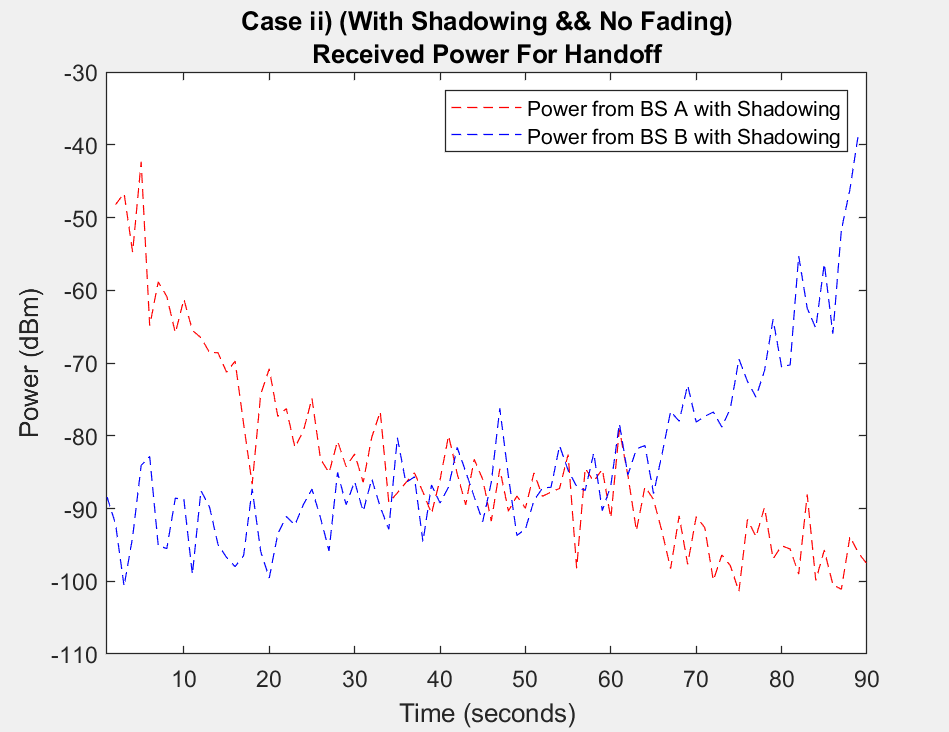 Case ii) (With Shadowing && No Fading)
Received Power For Handoff
Power from BS A with Shadowing
Power from BS B with Shadowing
Power (dBm)
-30
-40
-50
-60
-70
-80
-90
-100
-110
10 20 30 40 50 60 70 80 90
Time (seconds)